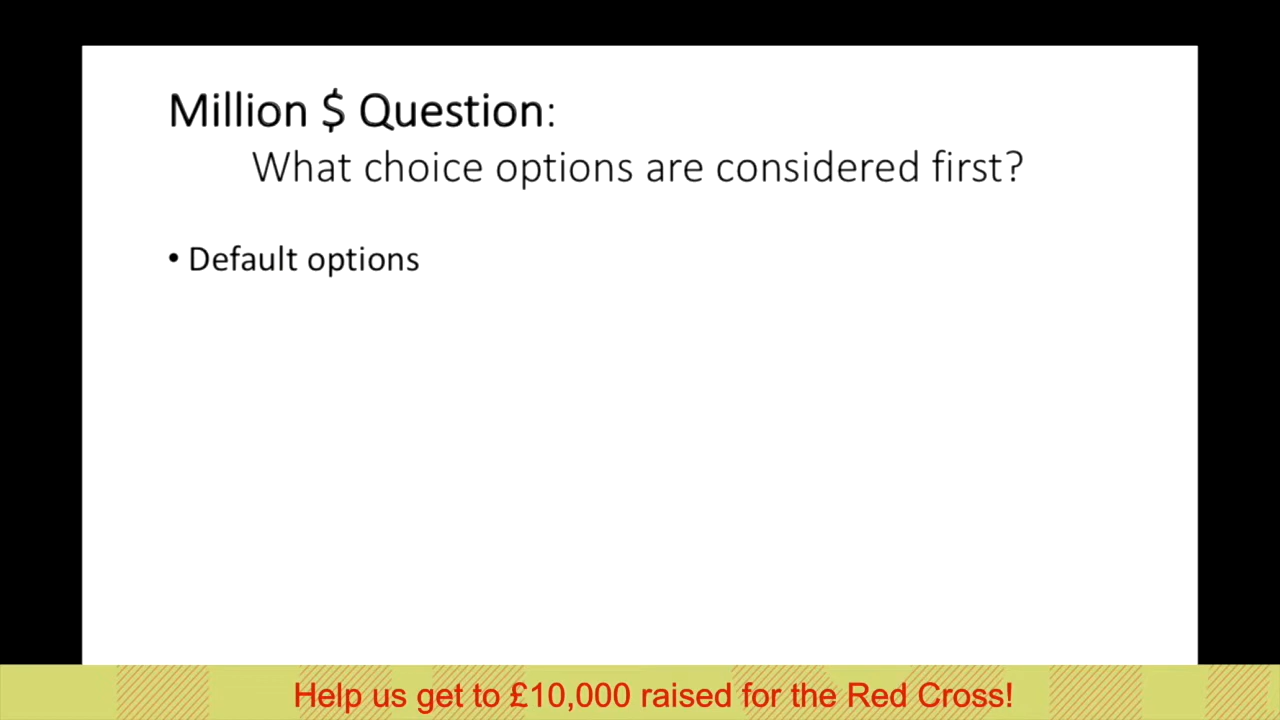 Million $ Question:
What choice options are considered first?
• Default options
Help us get to £10,000 raised for the Red Cross!